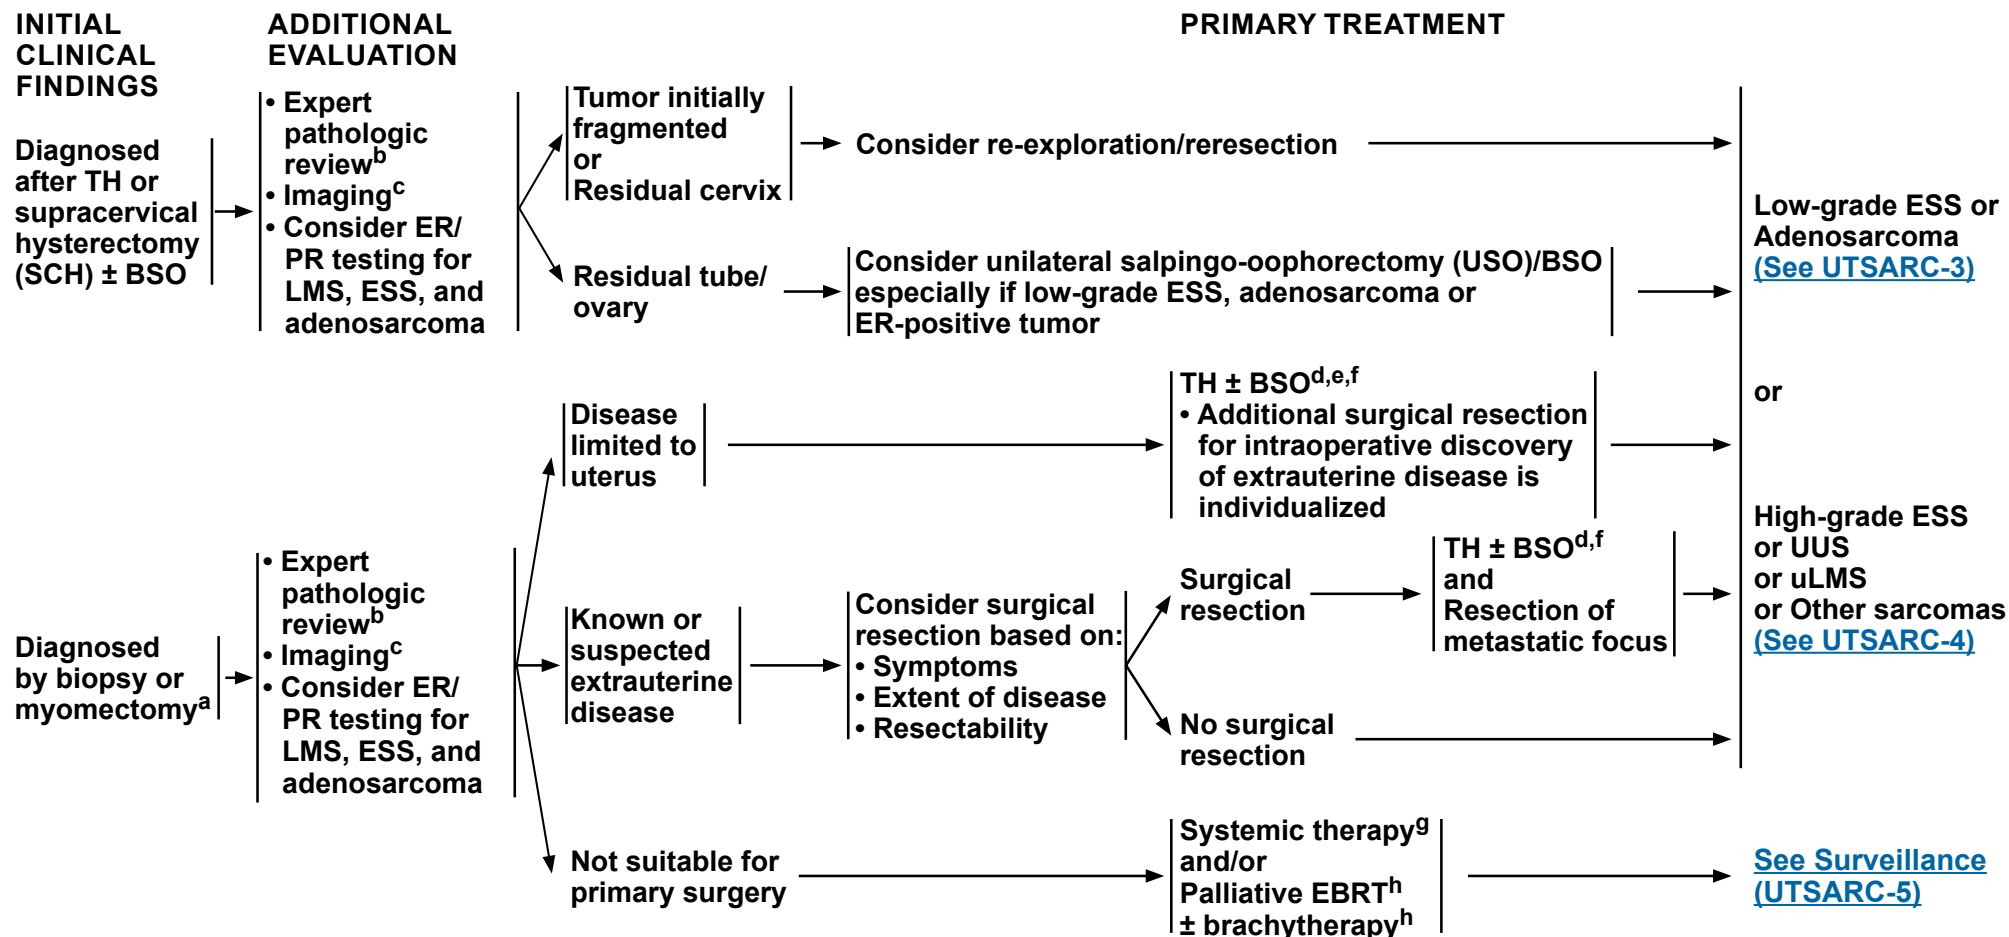 INITIAL
CLINICAL
FINDINGS
ADDITIONAL
EVALUATION
PRIMARY TREATMENT
Diagnosed
after TH or
supracervical
hysterectomy
(SCH) ± BSO
• Expert
pathologic
reviewb
• Imagingc
• Consider ER/
PR testing for
LMS, ESS, and
adenosarcoma
Tumor initially
fragmented
or
Residual cervix
Consider re-exploration/reresection
Residual tube/
ovary
Consider unilateral salpingo-oophorectomy (USO)/BSO
especially if low-grade ESS, adenosarcoma or
ER-positive tumor
Low-grade ESS or
Adenosarcoma
(See UTSARC-3)
or
High-grade ESS
or UUS
or uLMS
or Other sarcomas
(See UTSARC-4)
Diagnosed
by biopsy or
myomectomya
• Expert
pathologic
reviewb
• Imagingc
• Consider ER/
PR testing for
LMS, ESS, and
adenosarcoma
Disease
limited to
uterus
TH ± BSOd,e,f
• Additional surgical resection
for intraoperative discovery
of extrauterine disease is
individualized
Known or
suspected
extrauterine
disease
Consider surgical
resection based on:
• Symptoms
• Extent of disease
• Resectability
Surgical
resection
TH ± BSOd,f
and
Resection of
metastatic focus
No surgical
resection
Not suitable for
primary surgery
Systemic therapyg
and/or
Palliative EBRTh
± brachytherapyh
See Surveillance
(UTSARC-5)